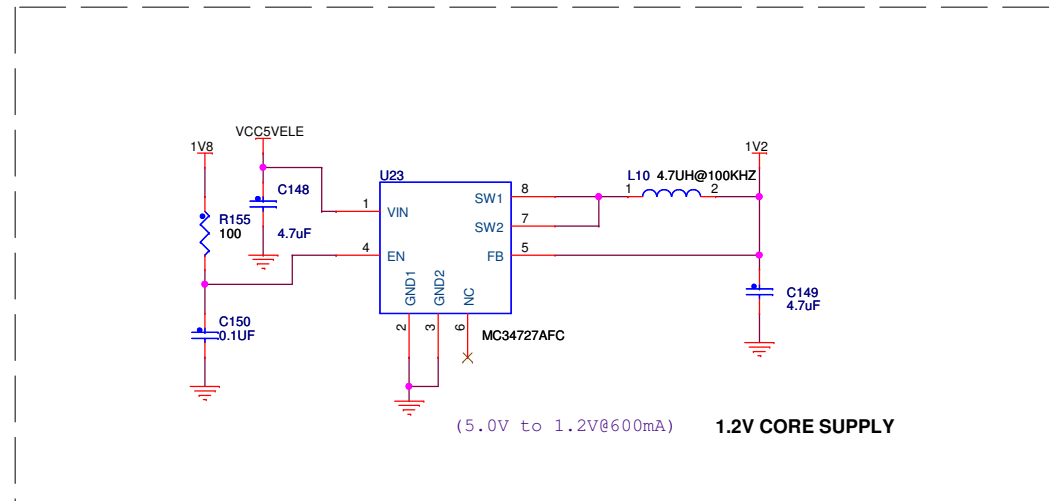 VCC5VELE
1V8
1V2
U23
L10 4.7UH@100KHZ
C148
8
1
2
SW1
1
VIN
R155
100
7
SW2
4.7uF
4
EN
5
FB
GND1
GND2
NC
C149
4.7uF
C150
0.1UF
2
3
6
MC34727AFC
(5.0V to 1.2V@600mA)
1.2V CORE SUPPLY